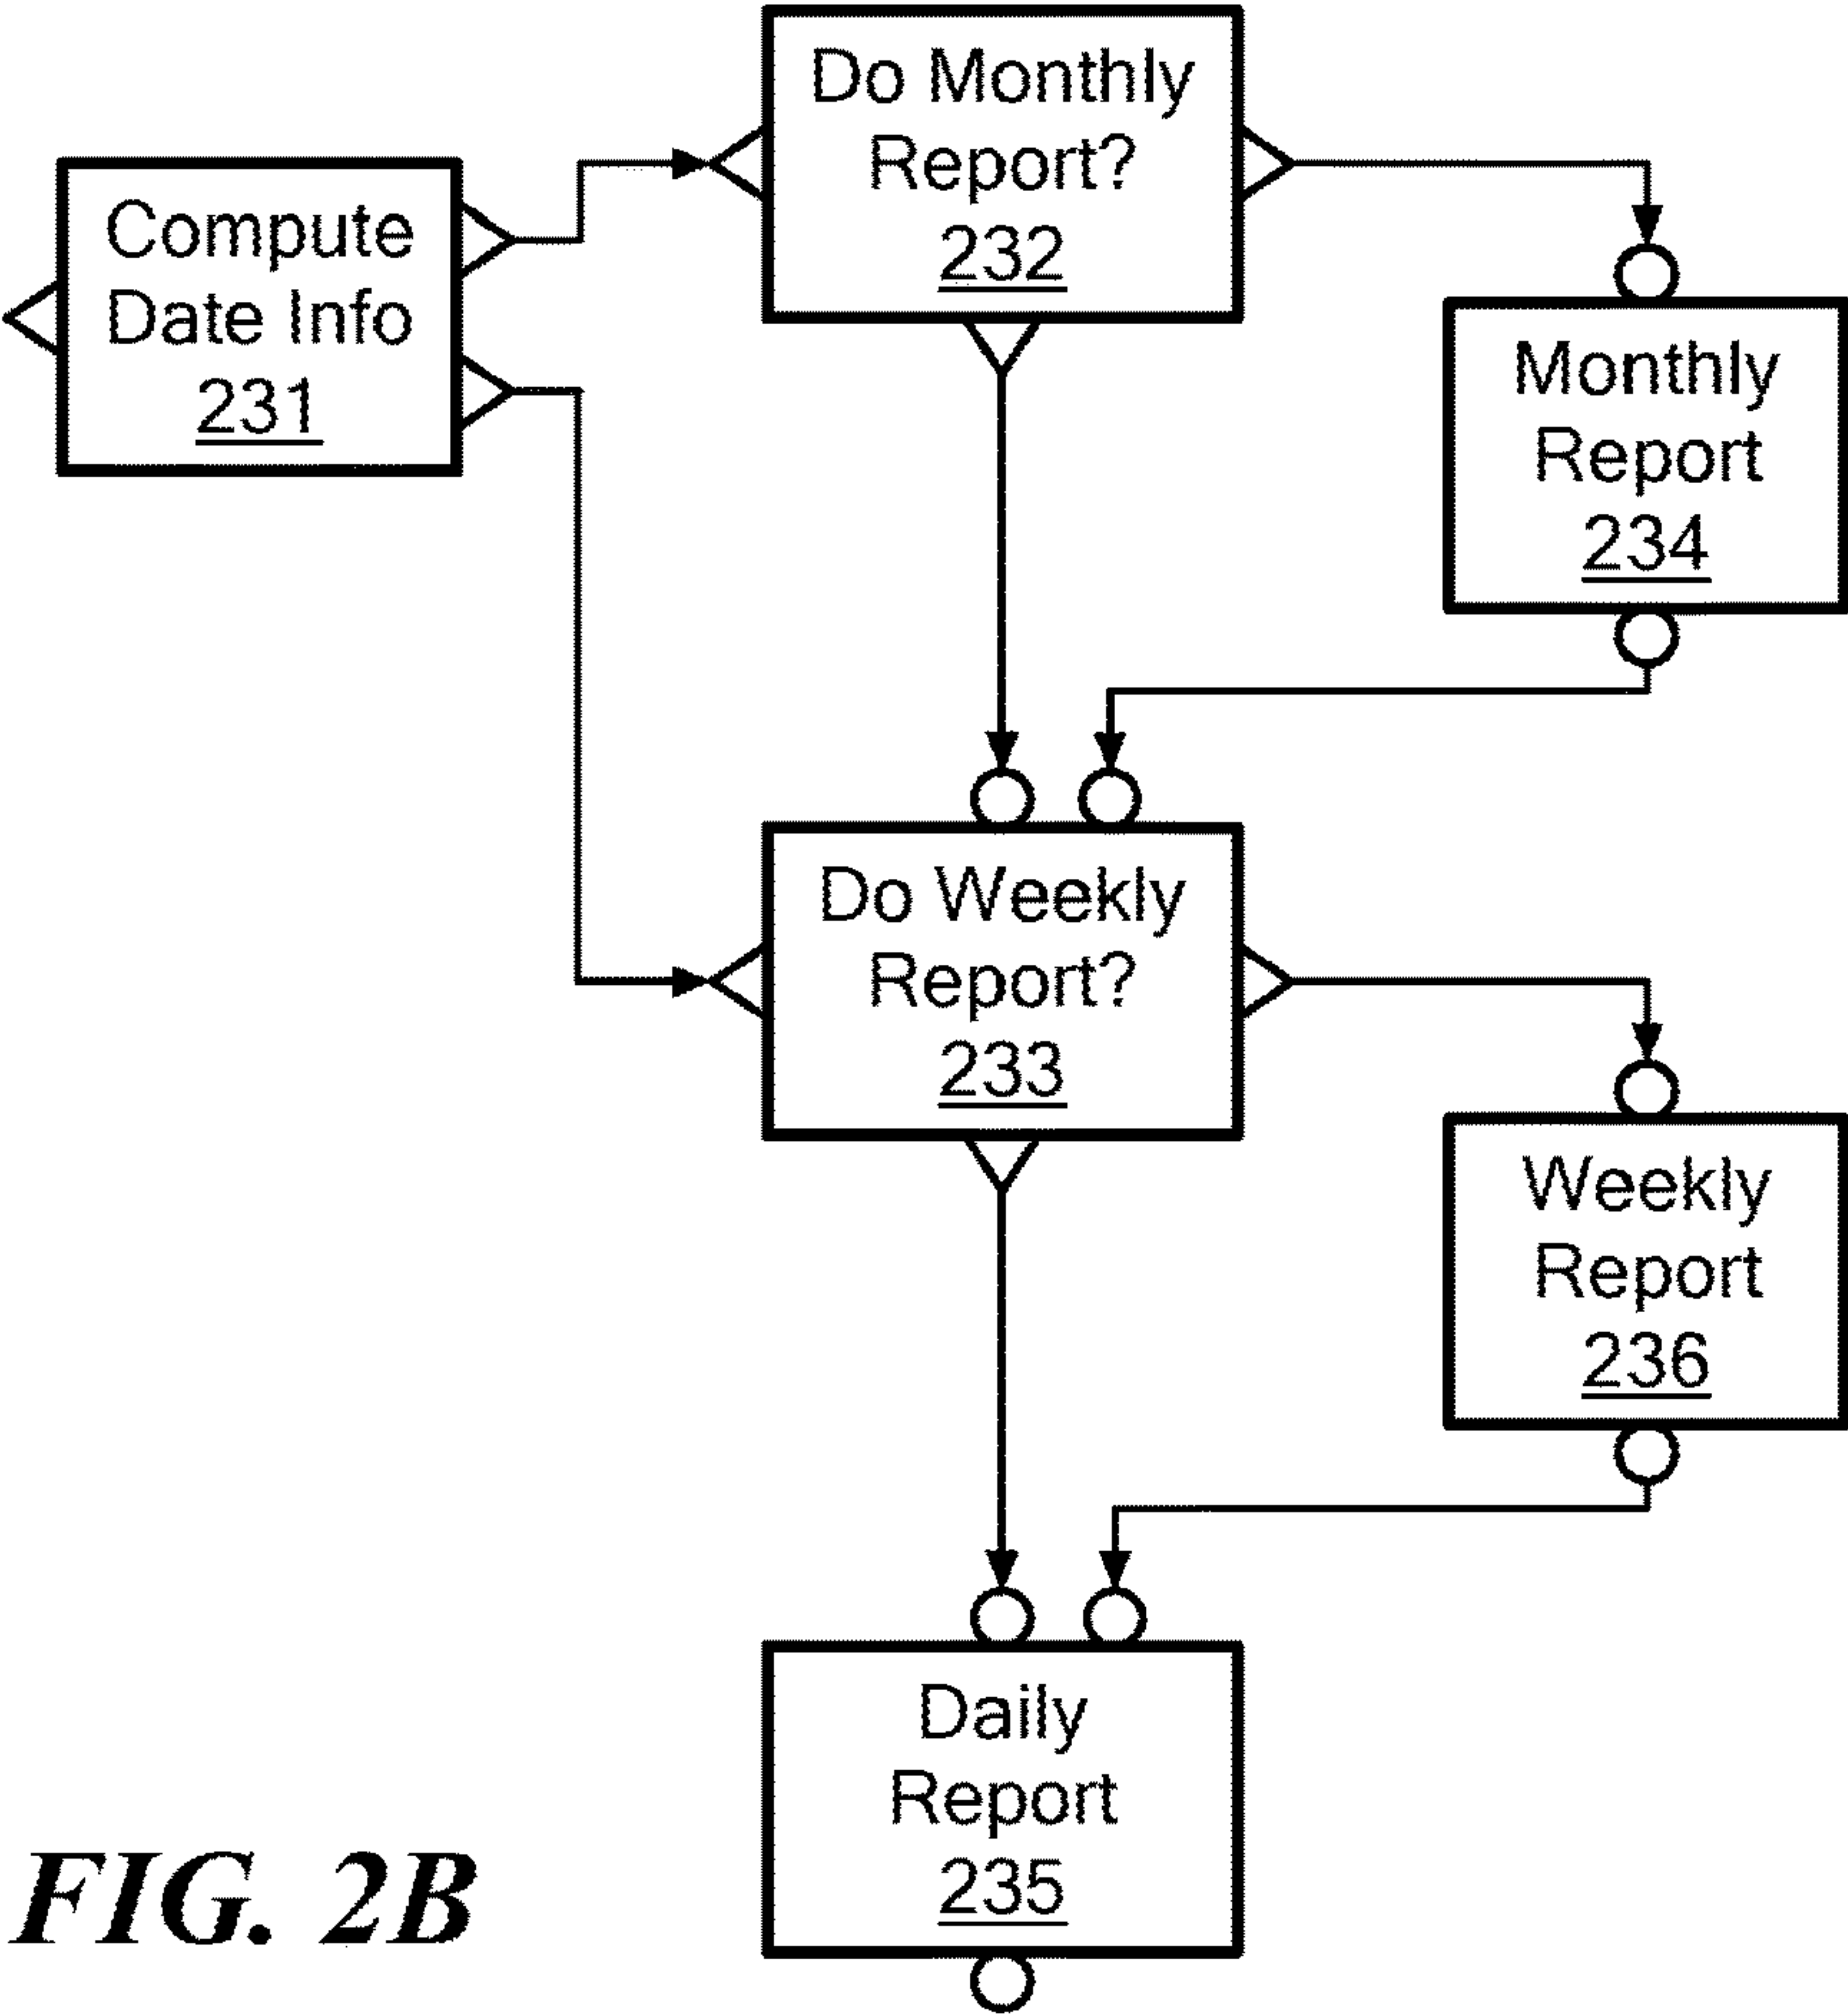 Do Monthly
Report?
232
Compute
Date Info
231
Monthly
Report
234
Do Weekly
Report?
233
Weekly
Report
236
Daily
Report
235
FIG. 2B